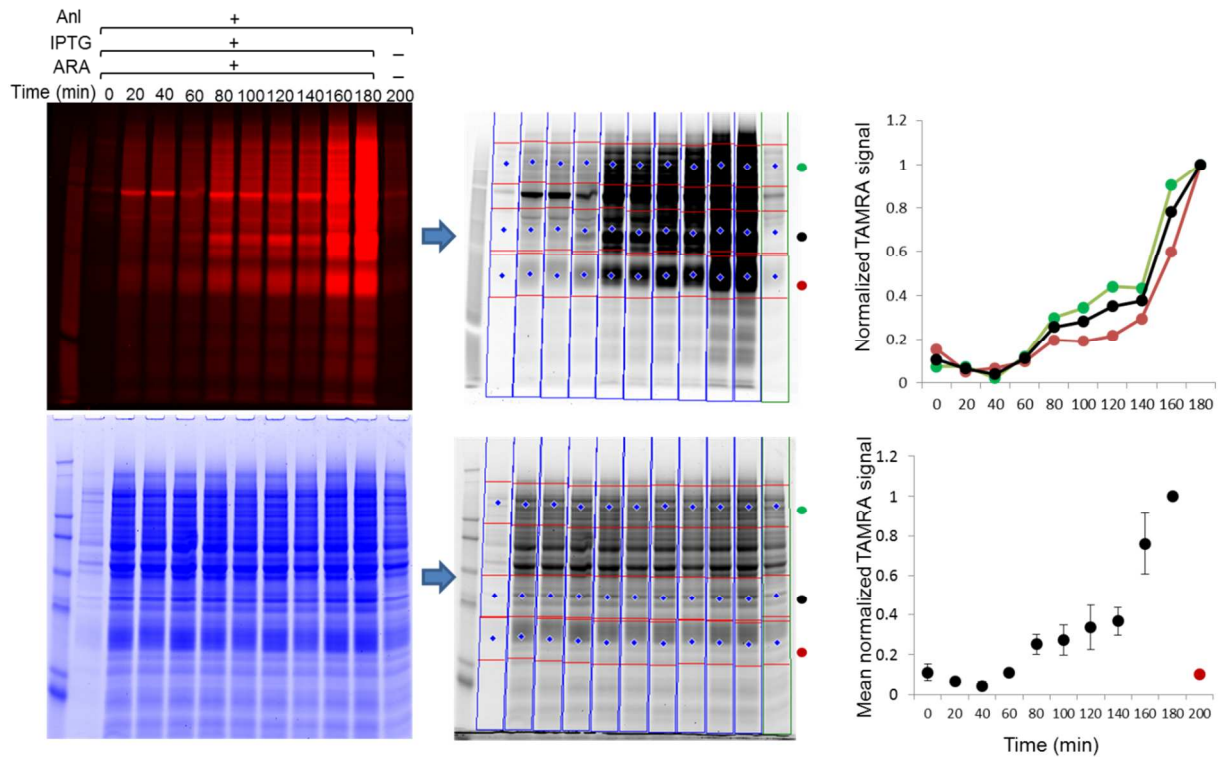 Anl +
IPTG + –
ARA + –
Time (min) 0 20 40 60 80 100 120 140 160 180 200
Normalized TAMRA signal
1.2
1
0.8
0.6
0.4
0.2
0
0 20 40 60 80 100 120 140 160 180
Mean normalized TAMRA signal
1.2
1
0.8
0.6
0.4
0.2
0
0 20 40 60 80 100 120 140 160 180 200
Time (min)